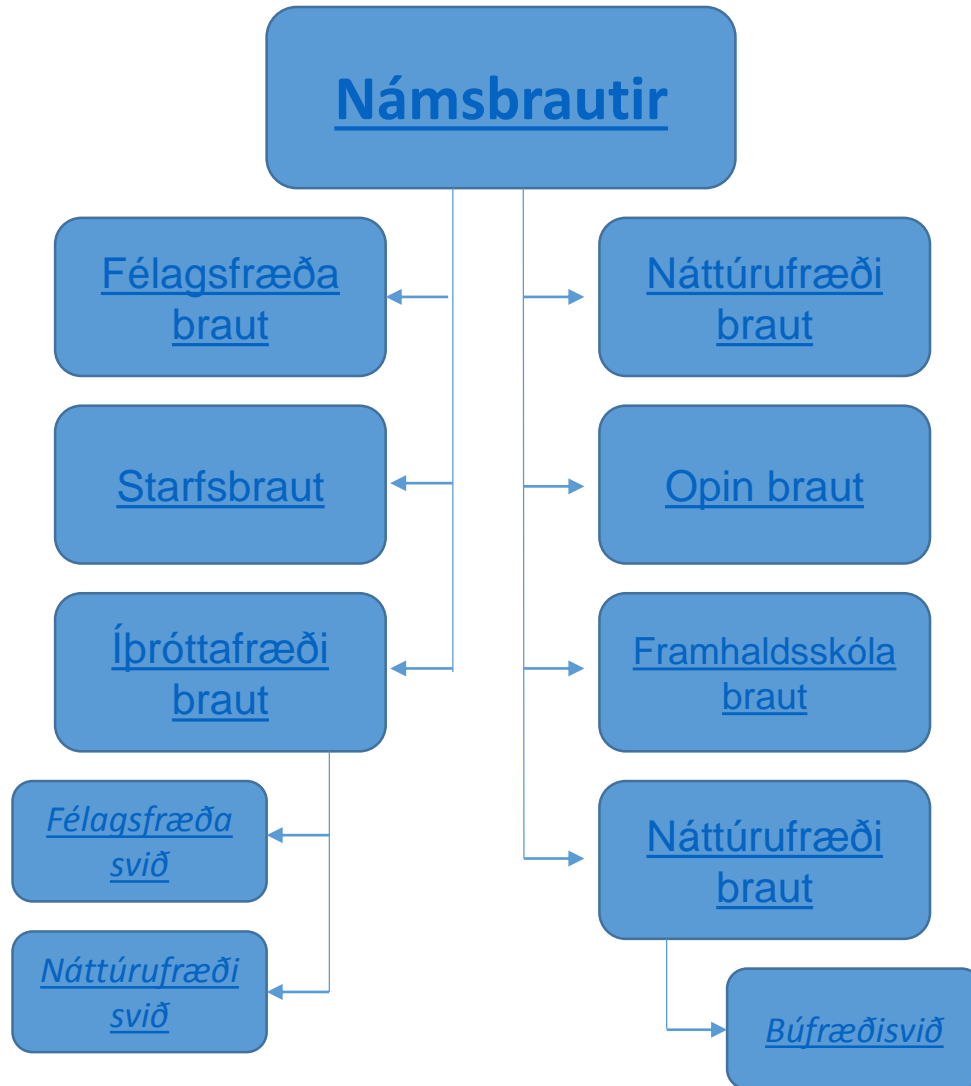 Námsbrautir
Félagsfræða
braut
Náttúrufræði
braut
Starfsbraut
Opin braut
Íþróttafræði
braut
Framhaldsskóla
braut
Félagsfræða
svið
Náttúrufræði
braut
Náttúrufræði
svið
Búfræðisvið